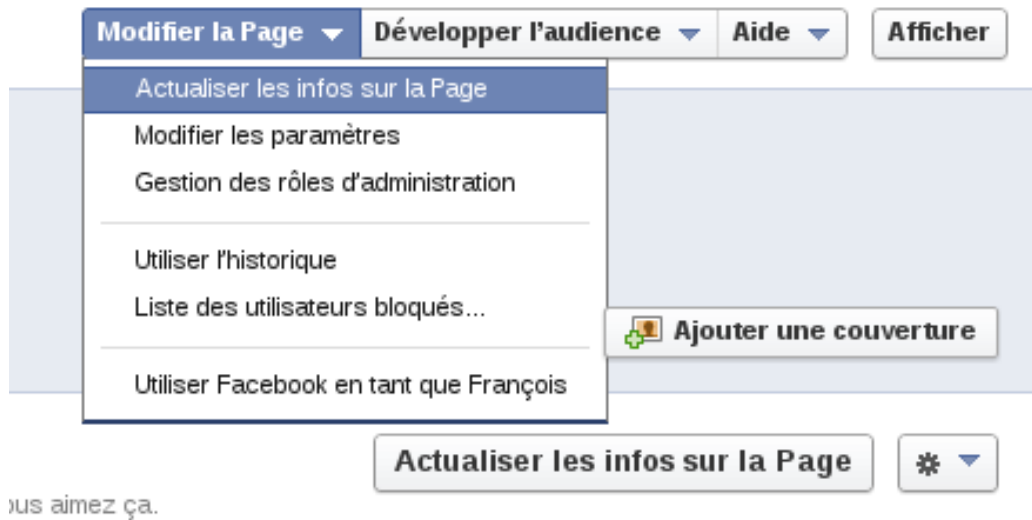 Modifier la Page Développer l'audience Aide Afficher
Actualiser les infos sur la Page
Modifier les paramètres
Gestion des rôles d'administration
Utiliser l'historique
Liste des utilisateurs bloqués...
Ajouter une couverture
Utiliser Facebook en tant que François
Actualiser les infos sur la Page
aimez ça.